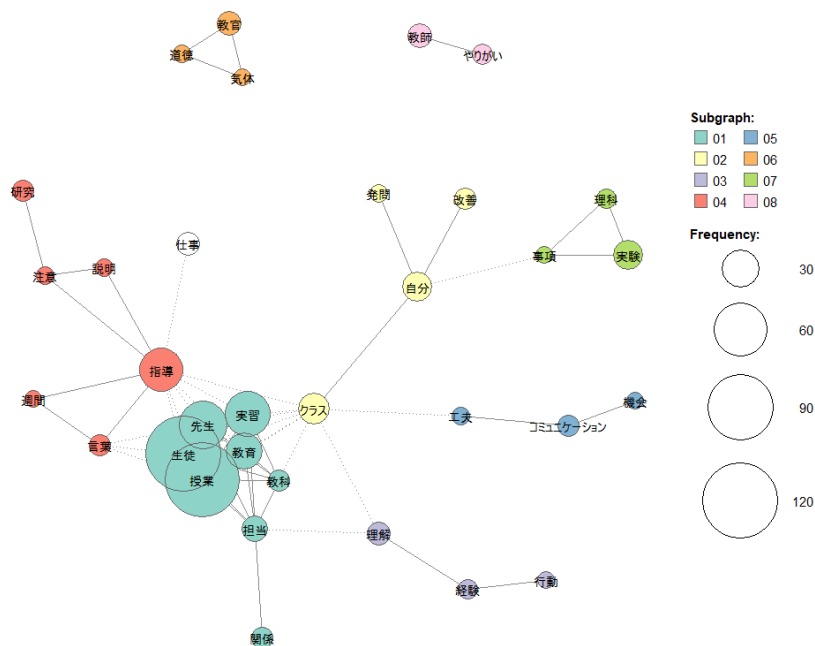 教官
道徳
気体
教師
やりがい
Subgraph:
01 05
02 06
03 07
04 08
研究
発問
改善
理科
仕事
説明
注意
事項
実験
Frequency:
30
自分
60
指導
週間
クラス
機会
実習
工夫
コミュニケーション
90
先生
言葉
生徒
教育
授業
教科
120
担当
理解
行動
経験
関係